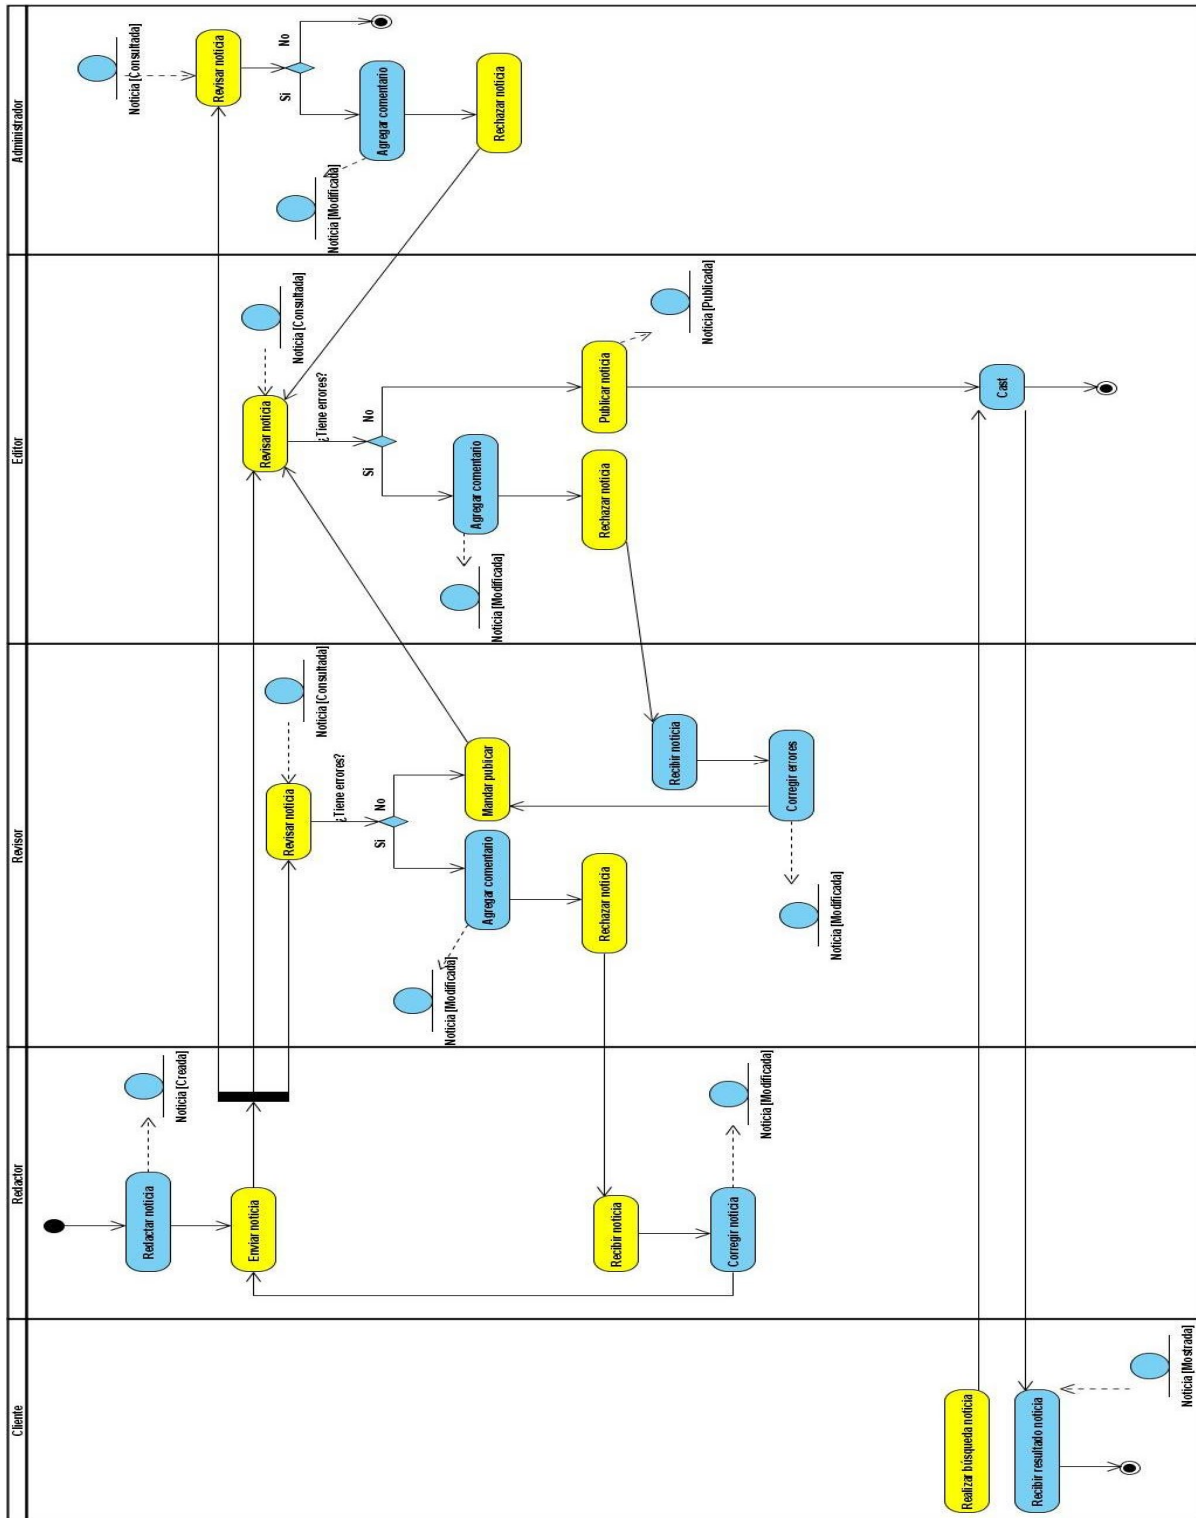 Cliente
Redactor
Revisor
Editor
Administrador
Redactar noticia
Noticia [Creada]
Enviar noticia
Recibir noticia
Corregir noticia
Noticia [Modificada]
Realizar búsqueda noticia
Recibir resultado noticia
Noticia [Mostrada]
Noticia [Consultada]
Revisar noticia
¿Tiene errores?
Si
No
Agregar comentario
Noticia [Modificada]
Mandar pubicar
Rechazar noticia
Recibir noticia
Corregir errores
Noticia [Modificada]
Noticia [Consultada]
Revisar noticia
¿Tiene errores?
Si
No
Agregar comentario
Noticia [Modificada]
Rechazar noticia
Publicar noticia
Noticia [Publicada]
Cast
Noticia [Consultada]
Revisar noticia
Si
No
Agregar comentario
Noticia [Modificada]
Rechazar noticia